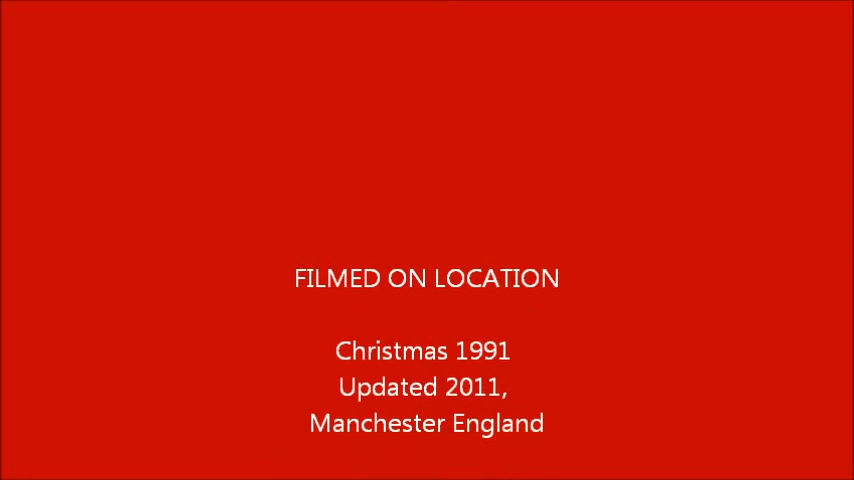 FILMED ON LOCATION
Christmas 1991
Updated 2011,
Manchester England